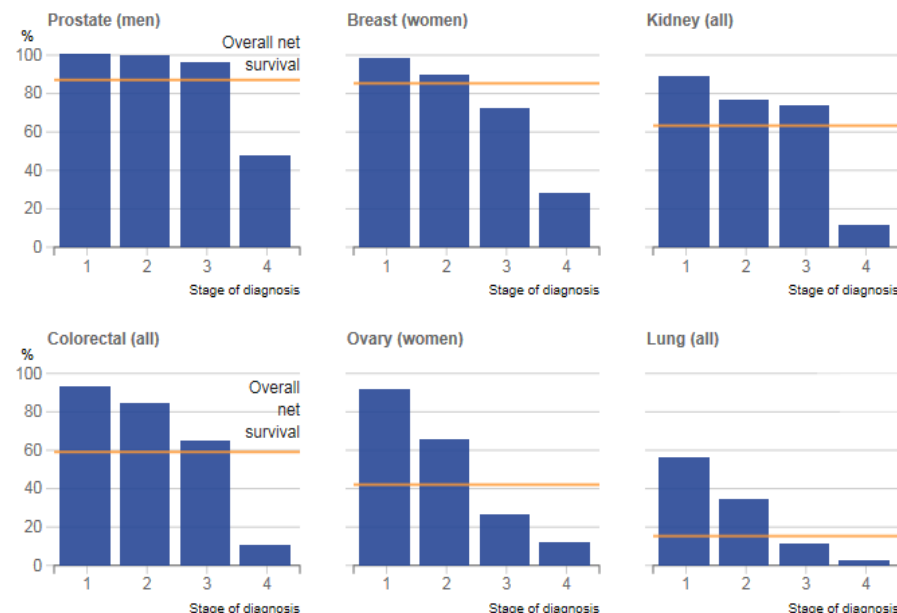 Prostate (men)
Breast (women)
Kidney (all)
%
Overall net
survival
100
80
60
40
20
0
1 2 3 4
1 2 3 4
1 2 3 4
Stage of diagnosis
Stage of diagnosis
Stage of diagnosis
Colorectal (all)
Ovary (women)
Lung (all)
%
100
Overall
net
survival
80
60
40
20
0
1 2 3 4
1 2 3 4
1 2 3 4
Stage of diagnosis
Stage of diagnosis
Stage of diagnosis